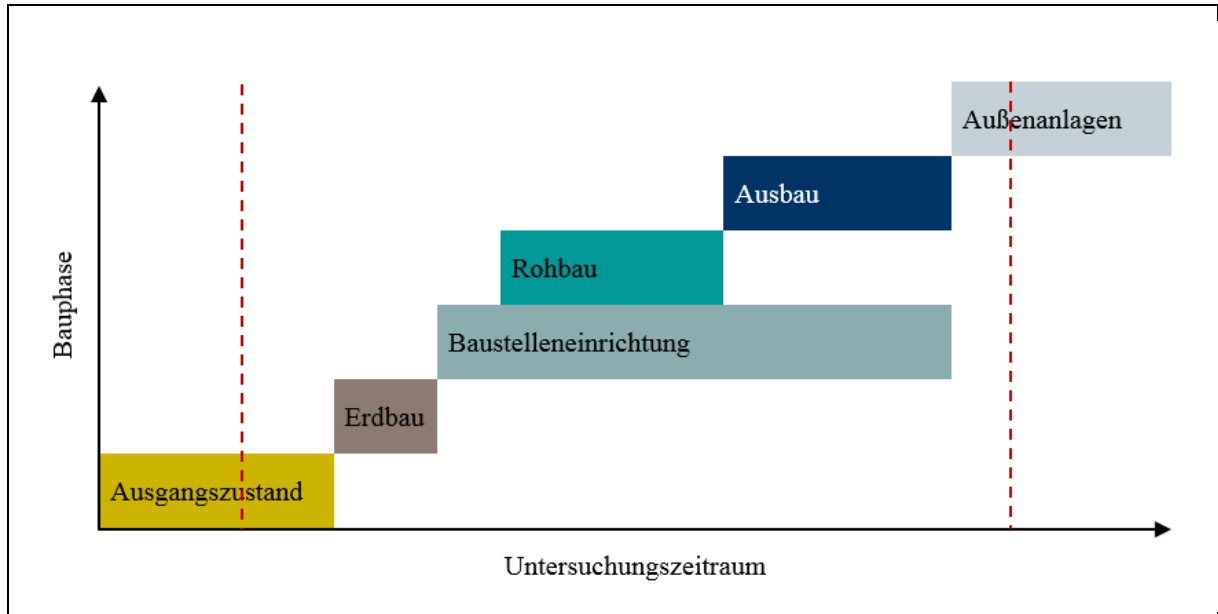 Außenanlagen
Ausbau
Rohbau
Baustelleneinrichtung
Erdbau
Ausgangszustand
Bauphase
Untersuchungszeitraum